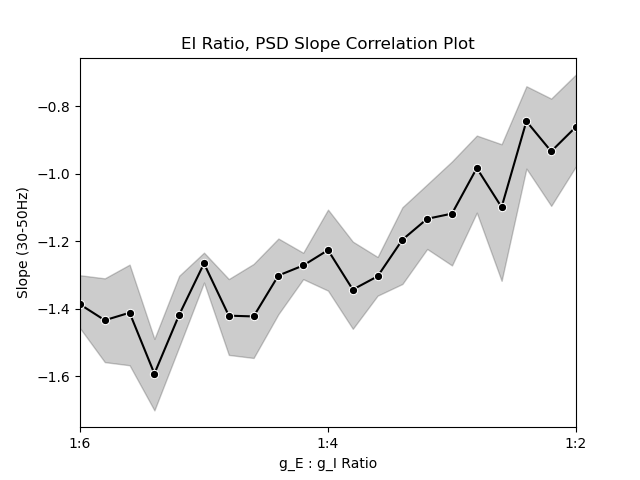 EI Ratio, PSD Slope Correlation Plot
Slope (30-50Hz)
−0.8
−1.0
−1.2
−1.4
−1.6
1:6
1:4
1:2
g_E : g_I Ratio